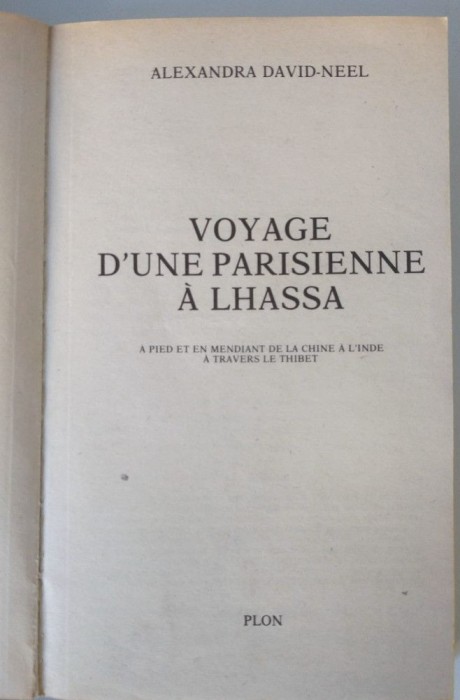 ALEXANDRA DAVID-NEEL
VOYAGE
D'UNE PARISIENNE
À LHASSA
A PIED ET EN MENDIANT DE LA CHINE À L'INDE
À TRAVERS LE THIBET
PLON